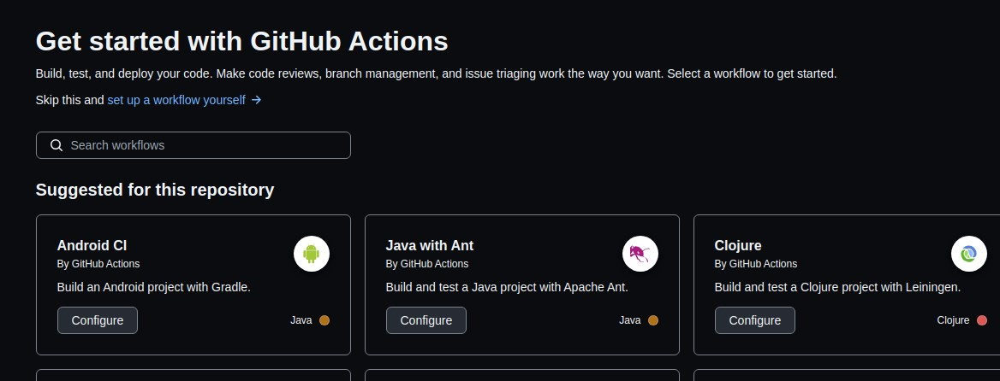 Get started with GitHub Actions
Build, test, and deploy your code. Make code reviews, branch management, and issue triaging work the way you want. Select a workflow to get started.
Skip this and set up a workflow yourself →
Search workflows
Suggested for this repository
Android CI
By GitHub Actions
Build an Android project with Gradle.
Configure
Java
Java with Ant
By GitHub Actions
Build and test a Java project with Apache Ant.
Configure
Java
Clojure
By GitHub Actions
Build and test a Clojure project with Leiningen.
Configure
Clojure